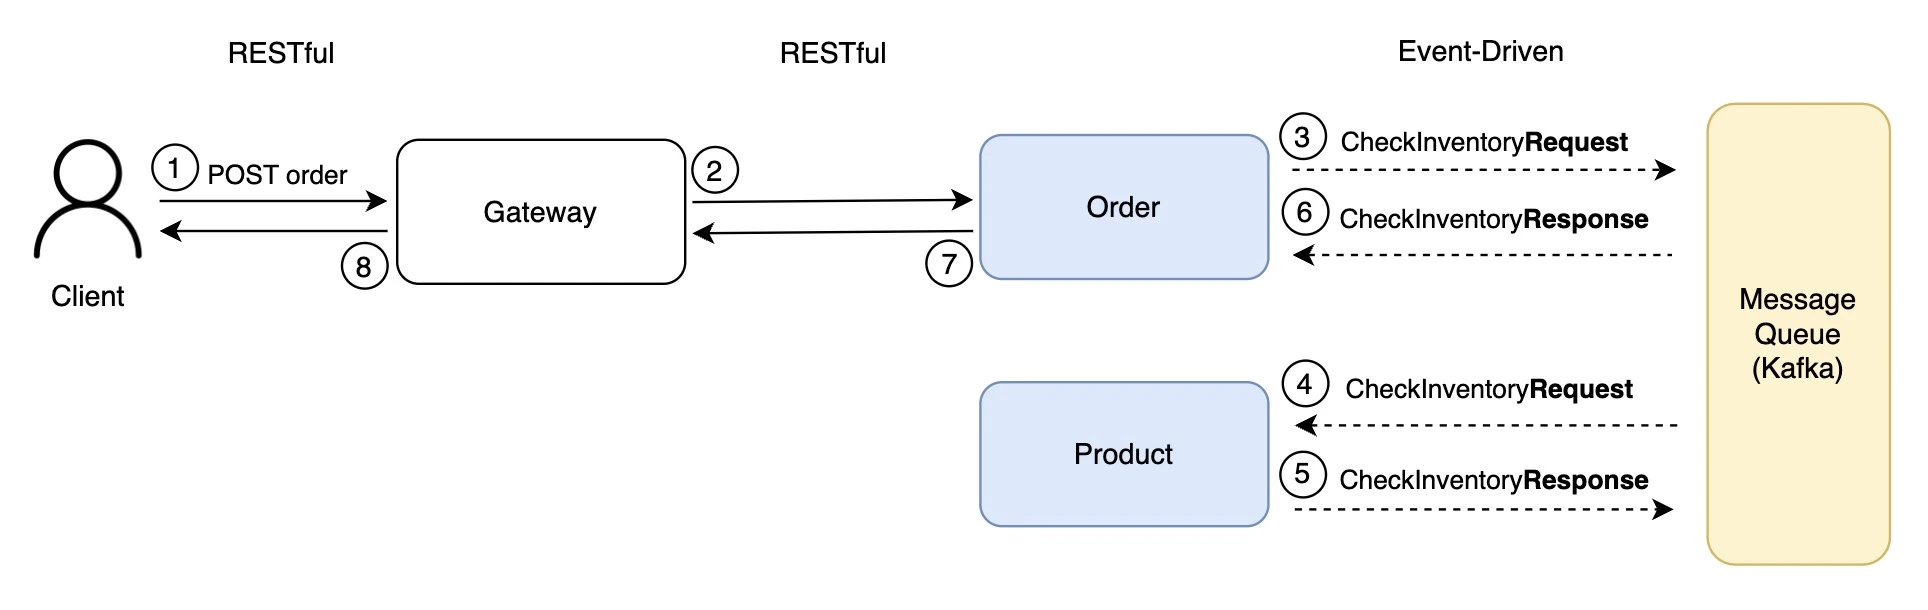 RESTful
RESTful
Event-Driven
1 POST order
2
3 CheckInventoryRequest
6 CheckInventoryResponse
Gateway
Order
8
7
Client
Message
Queue
(Kafka)
4 CheckInventoryRequest
Product
5 CheckInventoryResponse